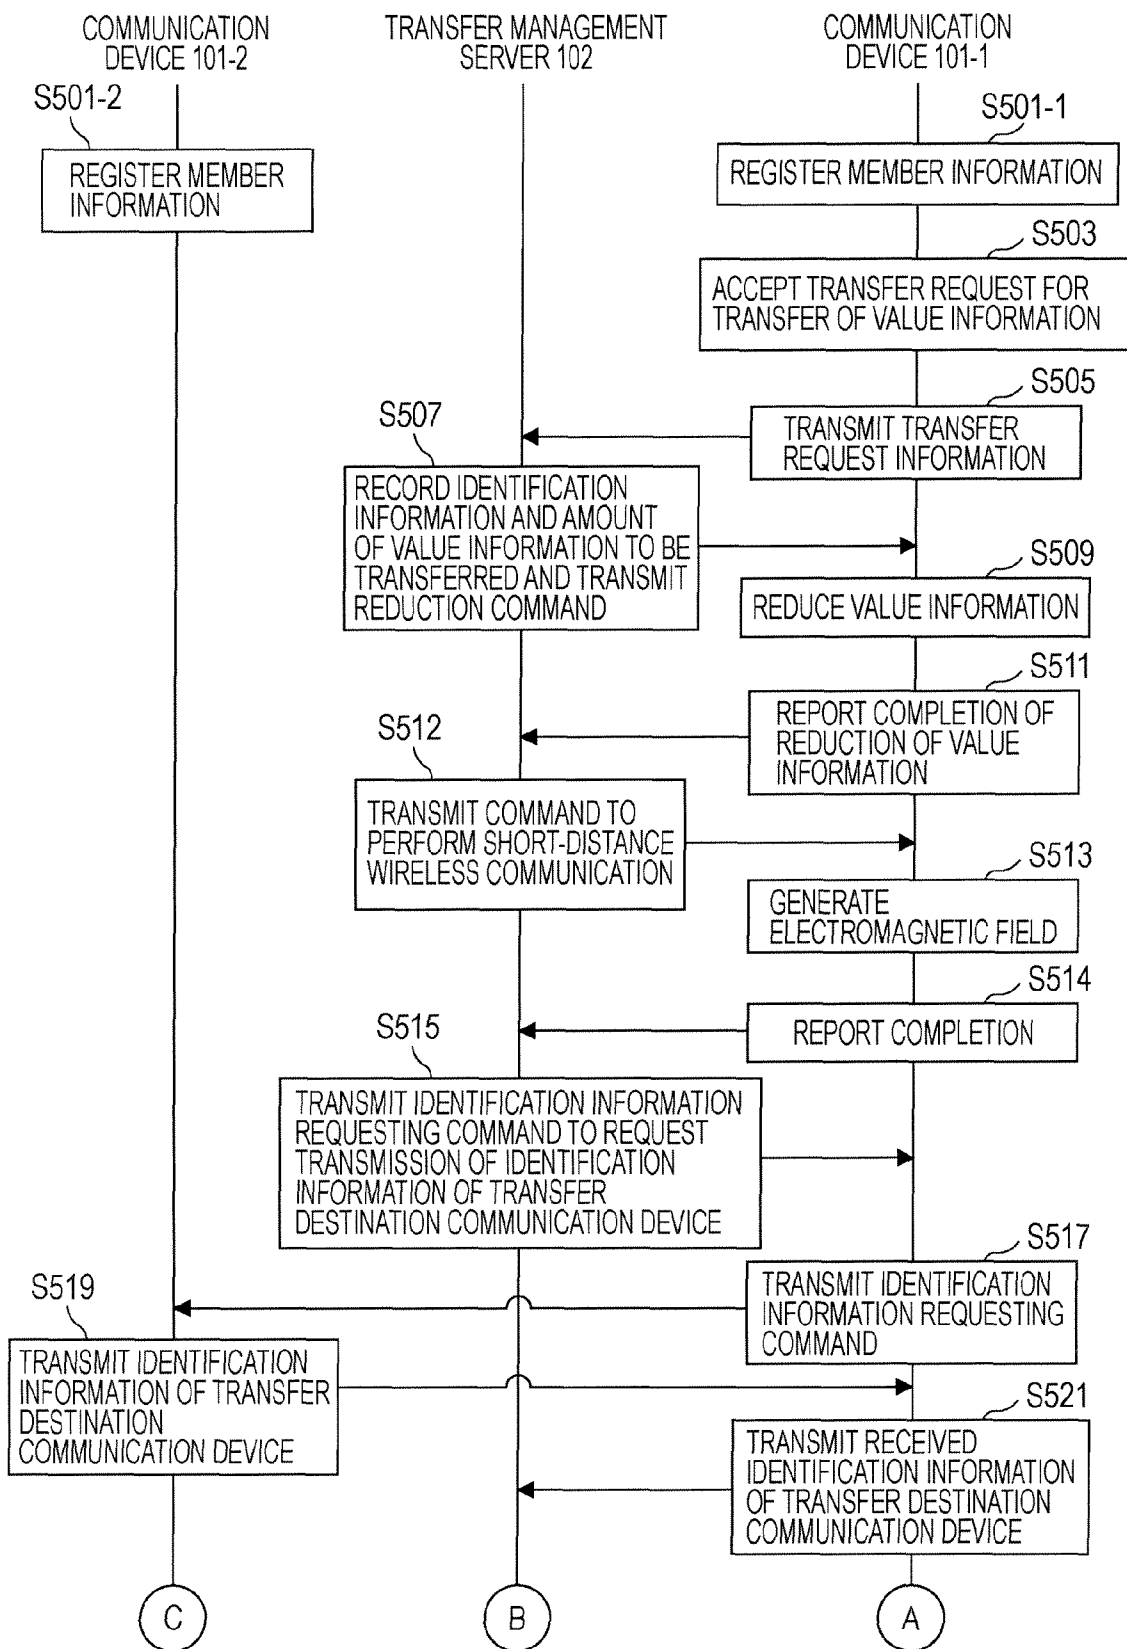 COMMUNICATION
DEVICE 101-2
TRANSFER MANAGEMENT
SERVER 102
COMMUNICATION
DEVICE 101-1
S501-2
REGISTER MEMBER
INFORMATION
S501-1
REGISTER MEMBER INFORMATION
S503
ACCEPT TRANSFER REQUEST FOR
TRANSFER OF VALUE INFORMATION
S505
TRANSMIT TRANSFER
REQUEST INFORMATION
S507
RECORD IDENTIFICATION
INFORMATION AND AMOUNT
OF VALUE INFORMATION TO BE
TRANSFERRED AND TRANSMIT
REDUCTION COMMAND
S509
REDUCE VALUE INFORMATION
S511
REPORT COMPLETION OF
REDUCTION OF VALUE
INFORMATION
S512
TRANSMIT COMMAND TO
PERFORM SHORT-DISTANCE
WIRELESS COMMUNICATION
S513
GENERATE
ELECTROMAGNETIC FIELD
S514
REPORT COMPLETION
S515
TRANSMIT IDENTIFICATION INFORMATION
REQUESTING COMMAND TO REQUEST
TRANSMISSION OF IDENTIFICATION
INFORMATION OF TRANSFER
DESTINATION COMMUNICATION DEVICE
S517
TRANSMIT IDENTIFICATION
INFORMATION REQUESTING
COMMAND
S519
TRANSMIT IDENTIFICATION
INFORMATION OF TRANSFER
DESTINATION
COMMUNICATION DEVICE
S521
TRANSMIT RECEIVED
IDENTIFICATION INFORMATION
OF TRANSFER DESTINATION
COMMUNICATION DEVICE
C
B
A